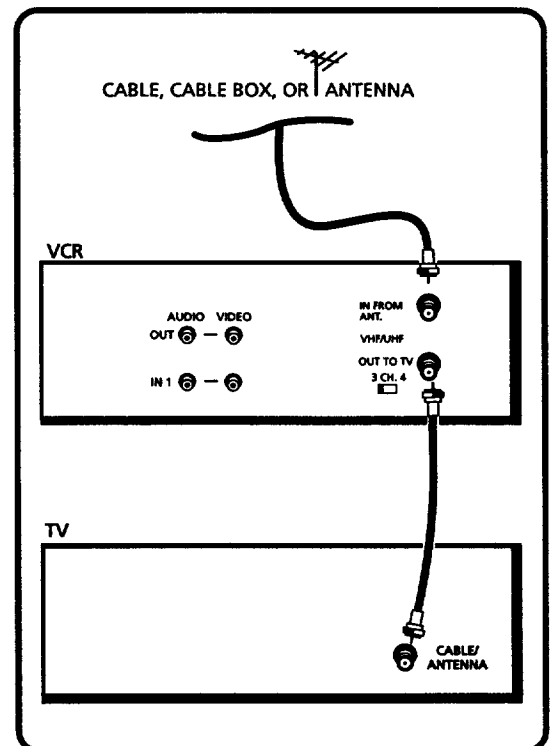 CABLE, CABLE BOX, OR ANTENNA
VCR
AUDIO VIDEO
OUT
IN 1
IN FROM
ANT.
VHF/UHF
OUT TO TV
3 CH. 4
TV
CABLE/
ANTENNA